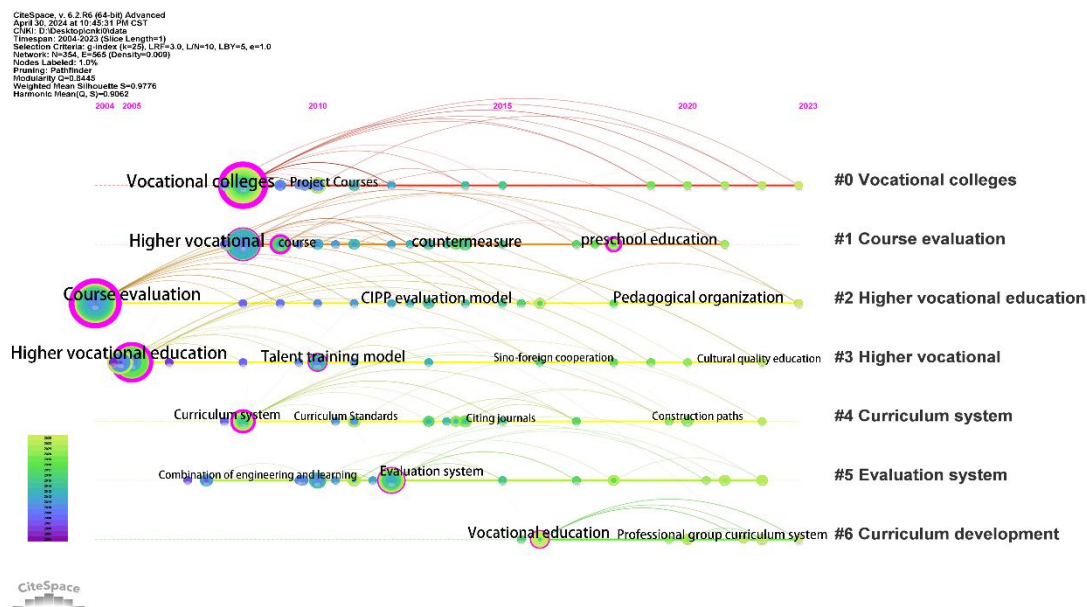 CiteSpace, v. 6.2.R6 (64-bit) Advanced
April 30, 2024 at 10:45:31 PM CST
CNKI: D:\Desktop\cnki0\data
Timespan: 2004-2023 (Slice Length=1)
Selection Criteria: g-index (k=25), LRF=3.0, L/N=10, LBY=5, e=1.0
Network: N=354, E=565 (Density=0.009)
Nodes Labeled: 1.0%
Pruning: Pathfinder
Modularity Q=0.8445
Weighted Mean Silhouette S=0.9776
Harmonic Mean(Q, S)=0.9062
2004 2005 2010 2015 2020 2023
Vocational colleges Project Courses #0 Vocational colleges
Higher vocational course countermeasure preschool education #1 Course evaluation
Course evaluation CIPP evaluation model Pedagogical organization #2 Higher vocational education
Higher vocational education Talent training model Sino-foreign cooperation Cultural quality education #3 Higher vocational
Curriculum system Curriculum Standards Citing journals Construction paths #4 Curriculum system
Combination of engineering and learning Evaluation system #5 Evaluation system
Vocational education Professional group curriculum system #6 Curriculum development
CiteSpace